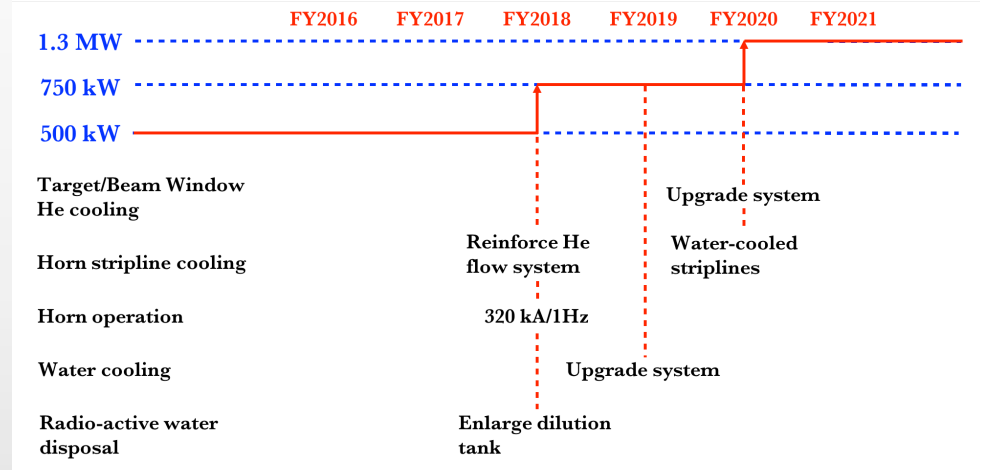 FY2016 FY2017 FY2018 FY2019 FY2020 FY2021
1.3 MW
750 kW
500 kW
Target/Beam Window
He cooling
Upgrade system
Horn stripline cooling
Reinforce He
flow system
Water-cooled
striplines
Horn operation
320 kA/1Hz
Water cooling
Upgrade system
Radio-active water
disposal
Enlarge dilution
tank